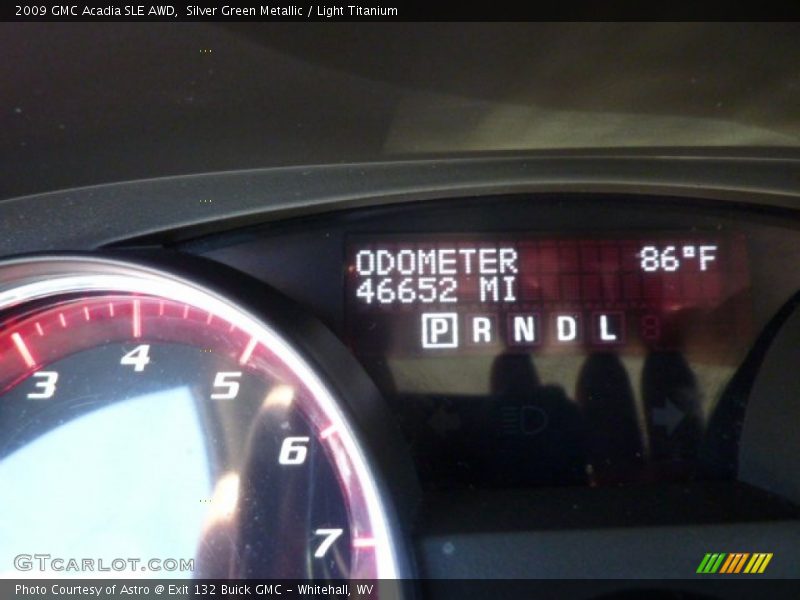 2009 GMC Acadia SLE AWD,  Silver Green Metallic / Light Titanium
ODOMETER 86°F
46652 MI
P R N D L
3 4 5 6 7
GTCARLOT.COM
Photo Courtesy of Astro @ Exit 132 Buick GMC - Whitehall, WV